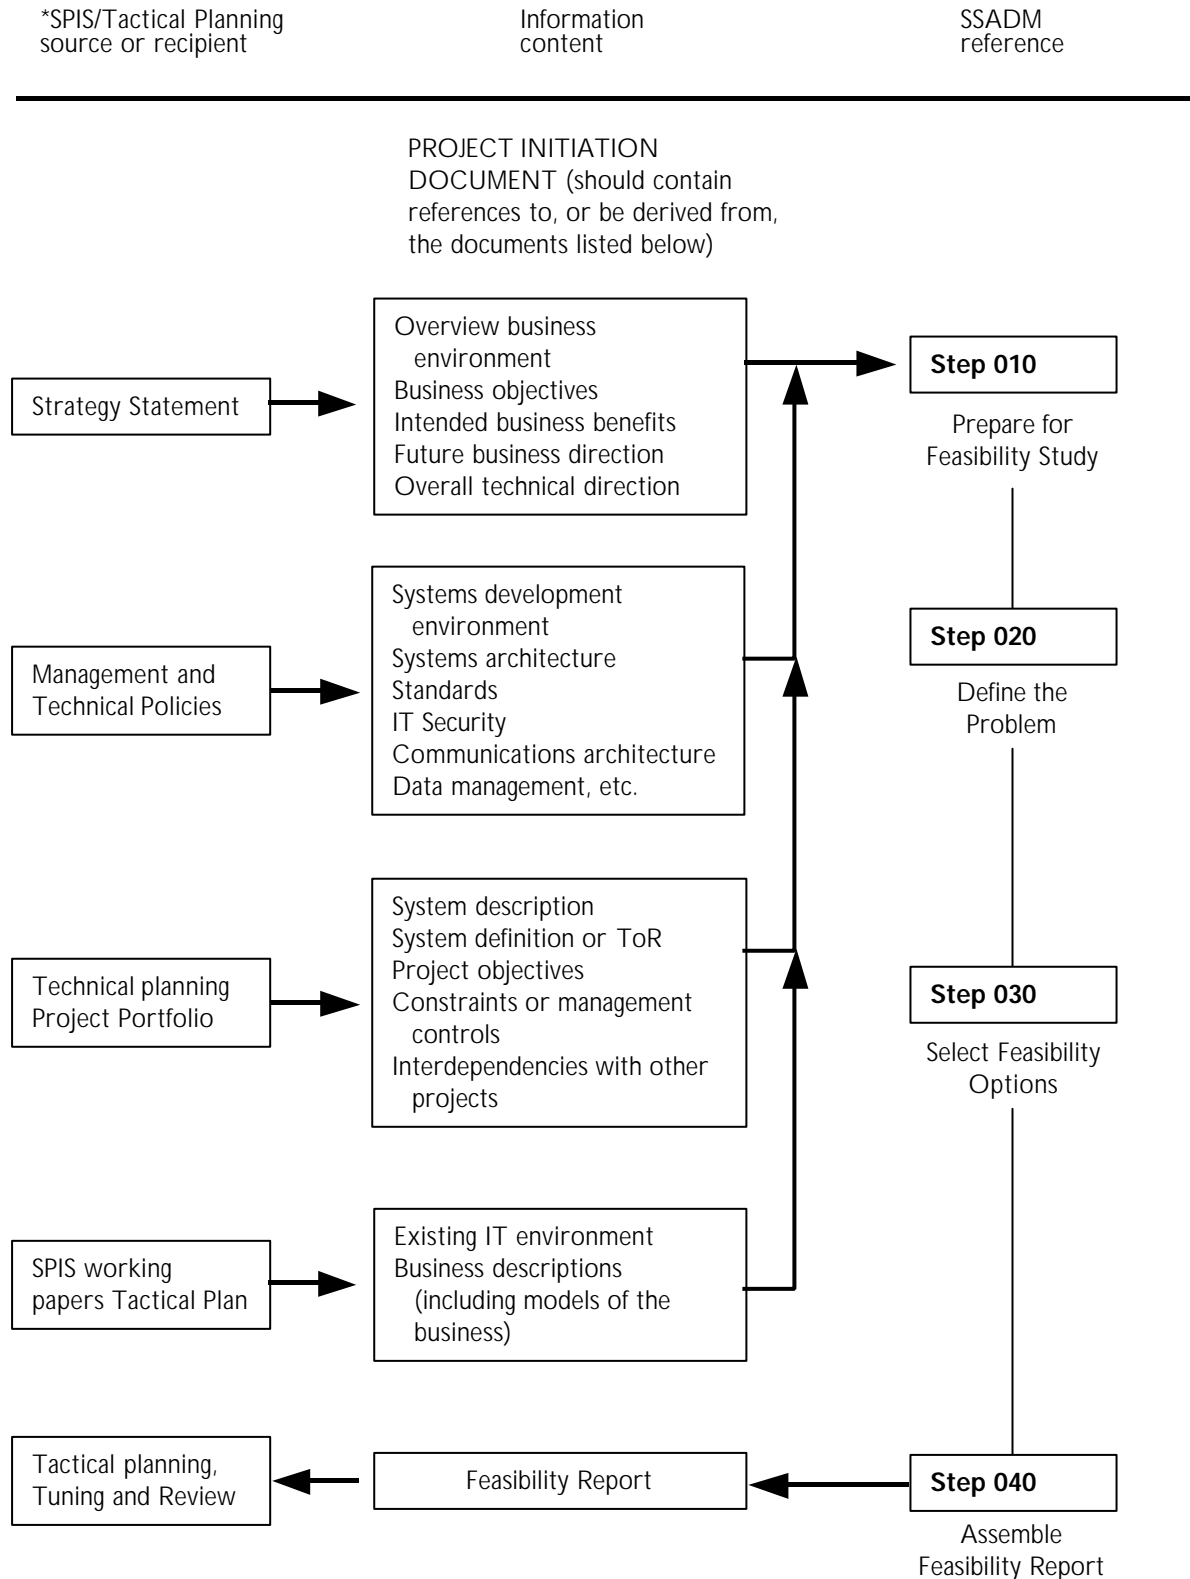 *SPIS/Tactical Planning
source or recipient
Information
content
SSADM
reference
PROJECT INITIATION
DOCUMENT (should contain
references to, or be derived from,
the documents listed below)
Strategy Statement
Overview business
environment
Business objectives
Intended business benefits
Future business direction
Overall technical direction
Step 010
Prepare for
Feasibility Study
Management and
Technical Policies
Systems development
environment
Systems architecture
Standards
IT Security
Communications architecture
Data management, etc.
Step 020
Define the
Problem
Technical planning
Project Portfolio
System description
System definition or ToR
Project objectives
Constraints or management
controls
Interdependencies with other
projects
Step 030
Select Feasibility
Options
SPIS working
papers Tactical Plan
Existing IT environment
Business descriptions
(including models of the
business)
Tactical planning,
Tuning and Review
Feasibility Report
Step 040
Assemble
Feasibility Report